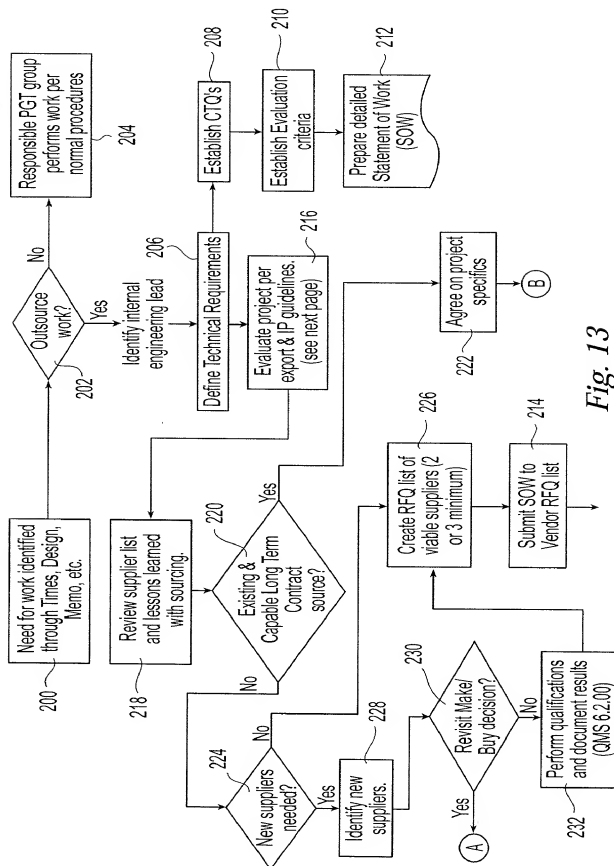 Need for work identified
through Times, Design,
Memo, etc.
200
Outsource
work?
202
No
Yes
Responsible PGT group
performs work per
normal procedures
204
Identify internal
engineering lead
206
Define Technical Requirements
Establish CTQ's
208
Establish Evaluation
criteria
210
Prepare detailed
Statement of Work
(SOW)
212
Evaluate project per
export & IP guidelines.
(see next page)
216
Review supplier list
and lessons learned
with sourcing.
218
Existing &
Capable Long Term
Contract
source?
220
Yes
No
Agree on project
specifics
222
B
New suppliers
needed?
224
No
Yes
Create RFQ list of
viable suppliers (2
or 3 minimum)
226
Submit SOW to
Vendor RFQ list
214
Identify new
suppliers.
228
Revisit Make/
Buy decision?
230
Yes
No
A
Perform qualifications
and document results
(QMS 6.2.00)
232
Fig. 13